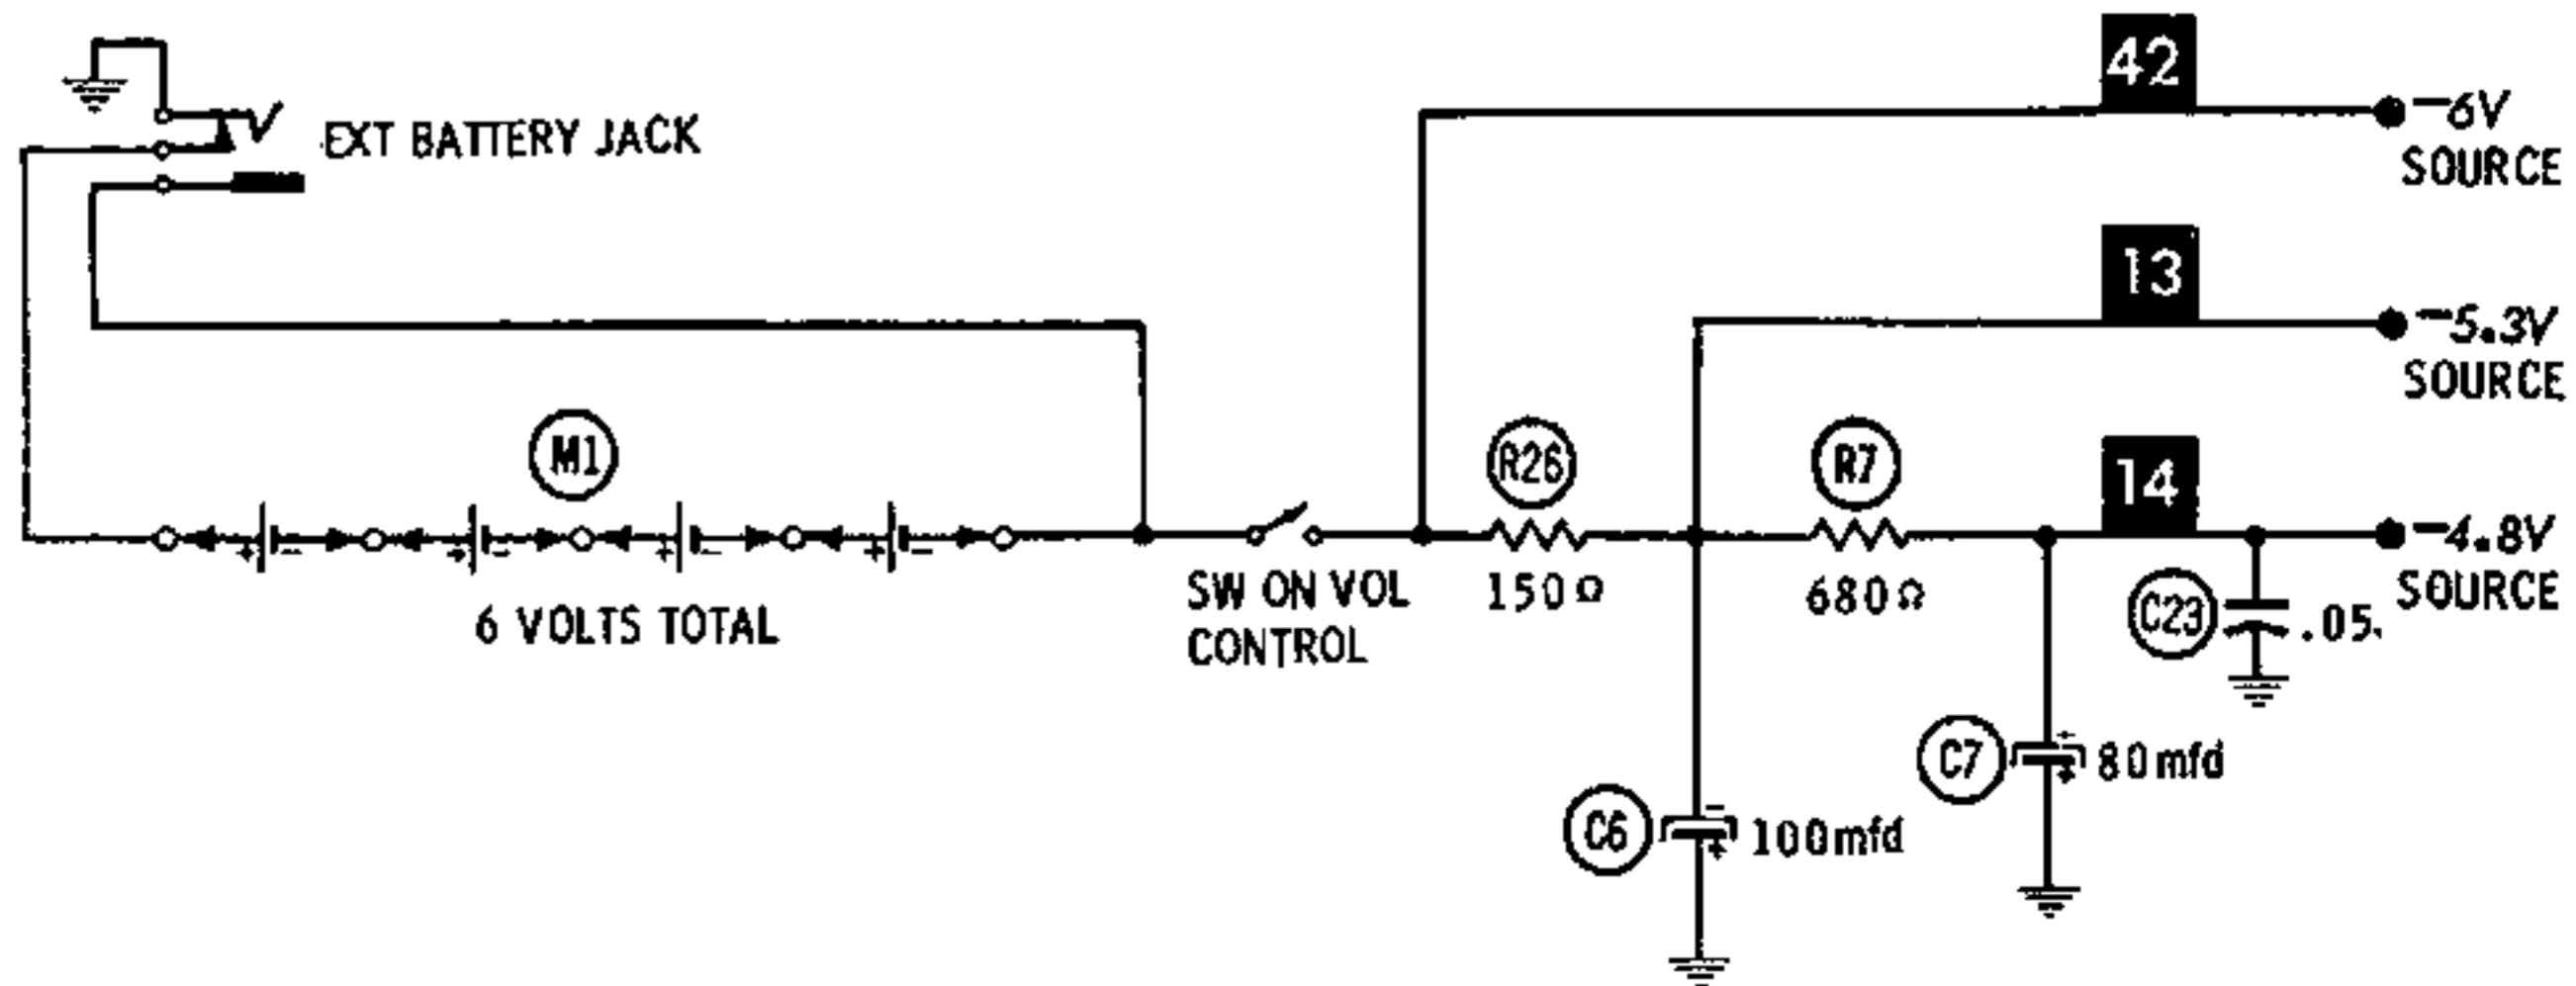 42
-6V
SOURCE
EXT BATTERY JACK
13
-5.3V
SOURCE
M1
R26
R7
14
-4.8V
SOURCE
+ - + - + - + -
6 VOLTS TOTAL
SW ON VOL
CONTROL
150Ω
680Ω
C23
.05
C7
+
+
80mfd
C6
-
+
100mfd